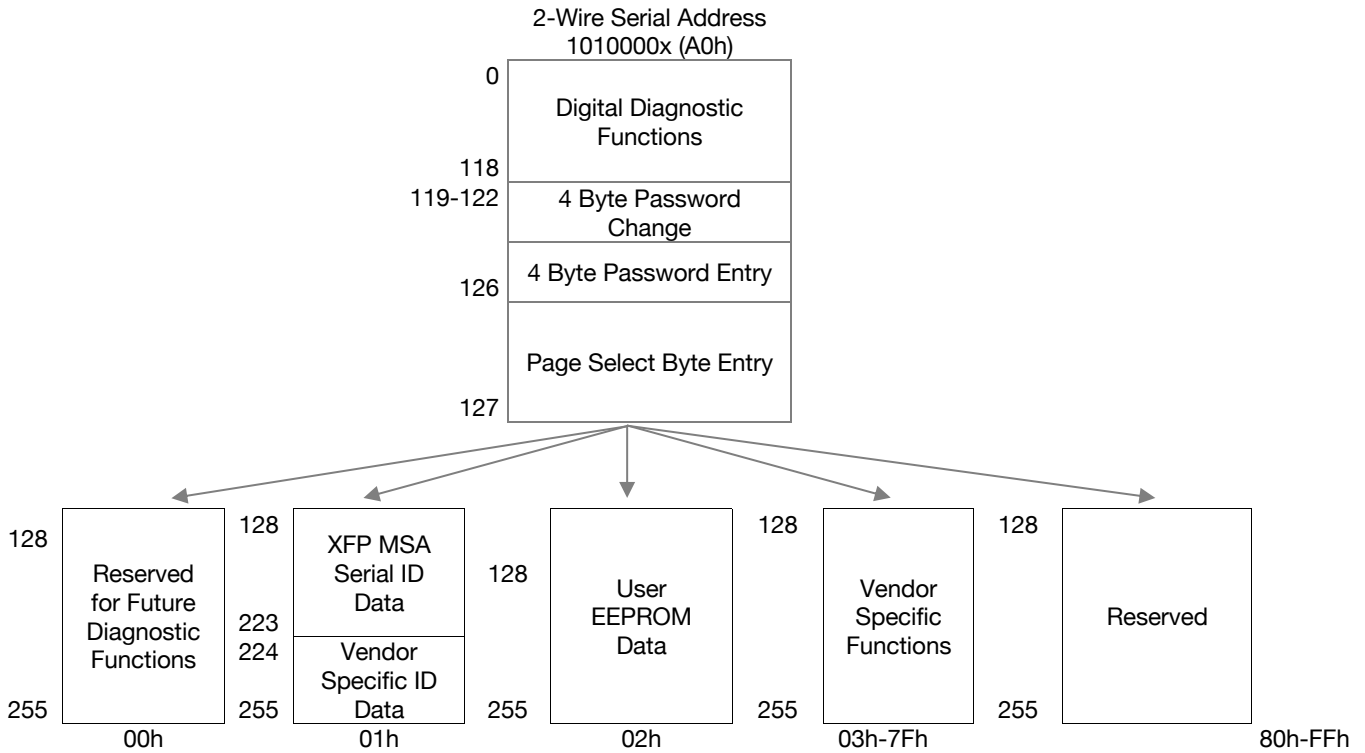 2-Wire Serial Address
1010000x (A0h)
0
Digital Diagnostic
Functions
118
119-122
4 Byte Password
Change
4 Byte Password Entry
126
Page Select Byte Entry
127
128
Reserved
for Future
Diagnostic
Functions
255
00h
128
XFP MSA
Serial ID
Data
223
224
Vendor
Specific ID
Data
255
01h
128
User
EEPROM
Data
255
02h
128
Vendor
Specific
Functions
255
03h-7Fh
128
Reserved
255
80h-FFh